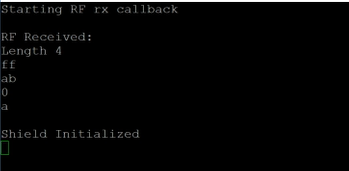 Starting RF rx callback
RF Received:
Length 4
ff
ab
0
a
Shield Initialized